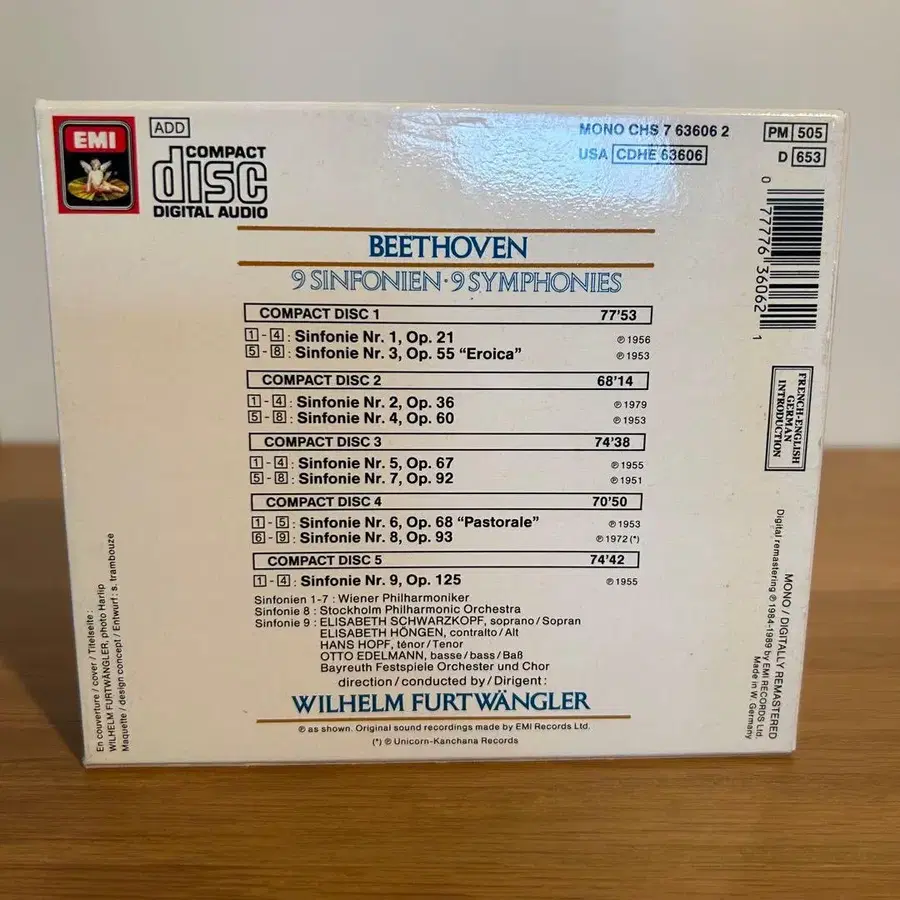 EMI
ADD
COMPACT
disc
DIGITAL AUDIO
MONO CHS 7 63606 2
USA CDHE 63606
PM 505
D 653
0 77776 36062 1
BEETHOVEN
9 SINFONIEN · 9 SYMPHONIES
COMPACT DISC 1 77'53
1 - 4 : Sinfonie Nr. 1, Op. 21 ℗ 1956
5 - 8 : Sinfonie Nr. 3, Op. 55 “Eroica” ℗ 1953
COMPACT DISC 2 68'14
1 - 4 : Sinfonie Nr. 2, Op. 36 ℗ 1979
5 - 8 : Sinfonie Nr. 4, Op. 60 ℗ 1953
COMPACT DISC 3 74'38
1 - 4 : Sinfonie Nr. 5, Op. 67 ℗ 1955
5 - 8 : Sinfonie Nr. 7, Op. 92 ℗ 1951
COMPACT DISC 4 70'50
1 - 5 : Sinfonie Nr. 6, Op. 68 “Pastorale” ℗ 1953
6 - 9 : Sinfonie Nr. 8, Op. 93 ℗ 1972 (*)
COMPACT DISC 5 74'42
1 - 4 : Sinfonie Nr. 9, Op. 125 ℗ 1955
Sinfonien 1-7 : Wiener Philharmoniker
Sinfonie 8 : Stockholm Philharmonic Orchestra
Sinfonie 9 : ELISABETH SCHWARZKOPF, soprano / Sopran
ELISABETH HÖNGEN, contralto / Alt
HANS HOPF, ténor / Tenor
OTTO EDELMANN, basse / bass / Baß
Bayreuth Festspiele Orchester und Chor
direction / conducted by / Dirigent :
WILHELM FURTWÄNGLER
℗ as shown. Original sound recordings made by EMI Records Ltd.
(*) ℗ Unicorn-Kanchana Records
FRENCH-ENGLISH
GERMAN
INTRODUCTION
MONO / DIGITALLY REMASTERED
Digital remastering ℗ 1984-1989 by EMI RECORDS Ltd.
Made in W. Germany
En couverture / cover / Titelseite :
WILHELM FURTWÄNGLER, photo Harlip
Maquette / design concept / Entwurf : s. trambouze